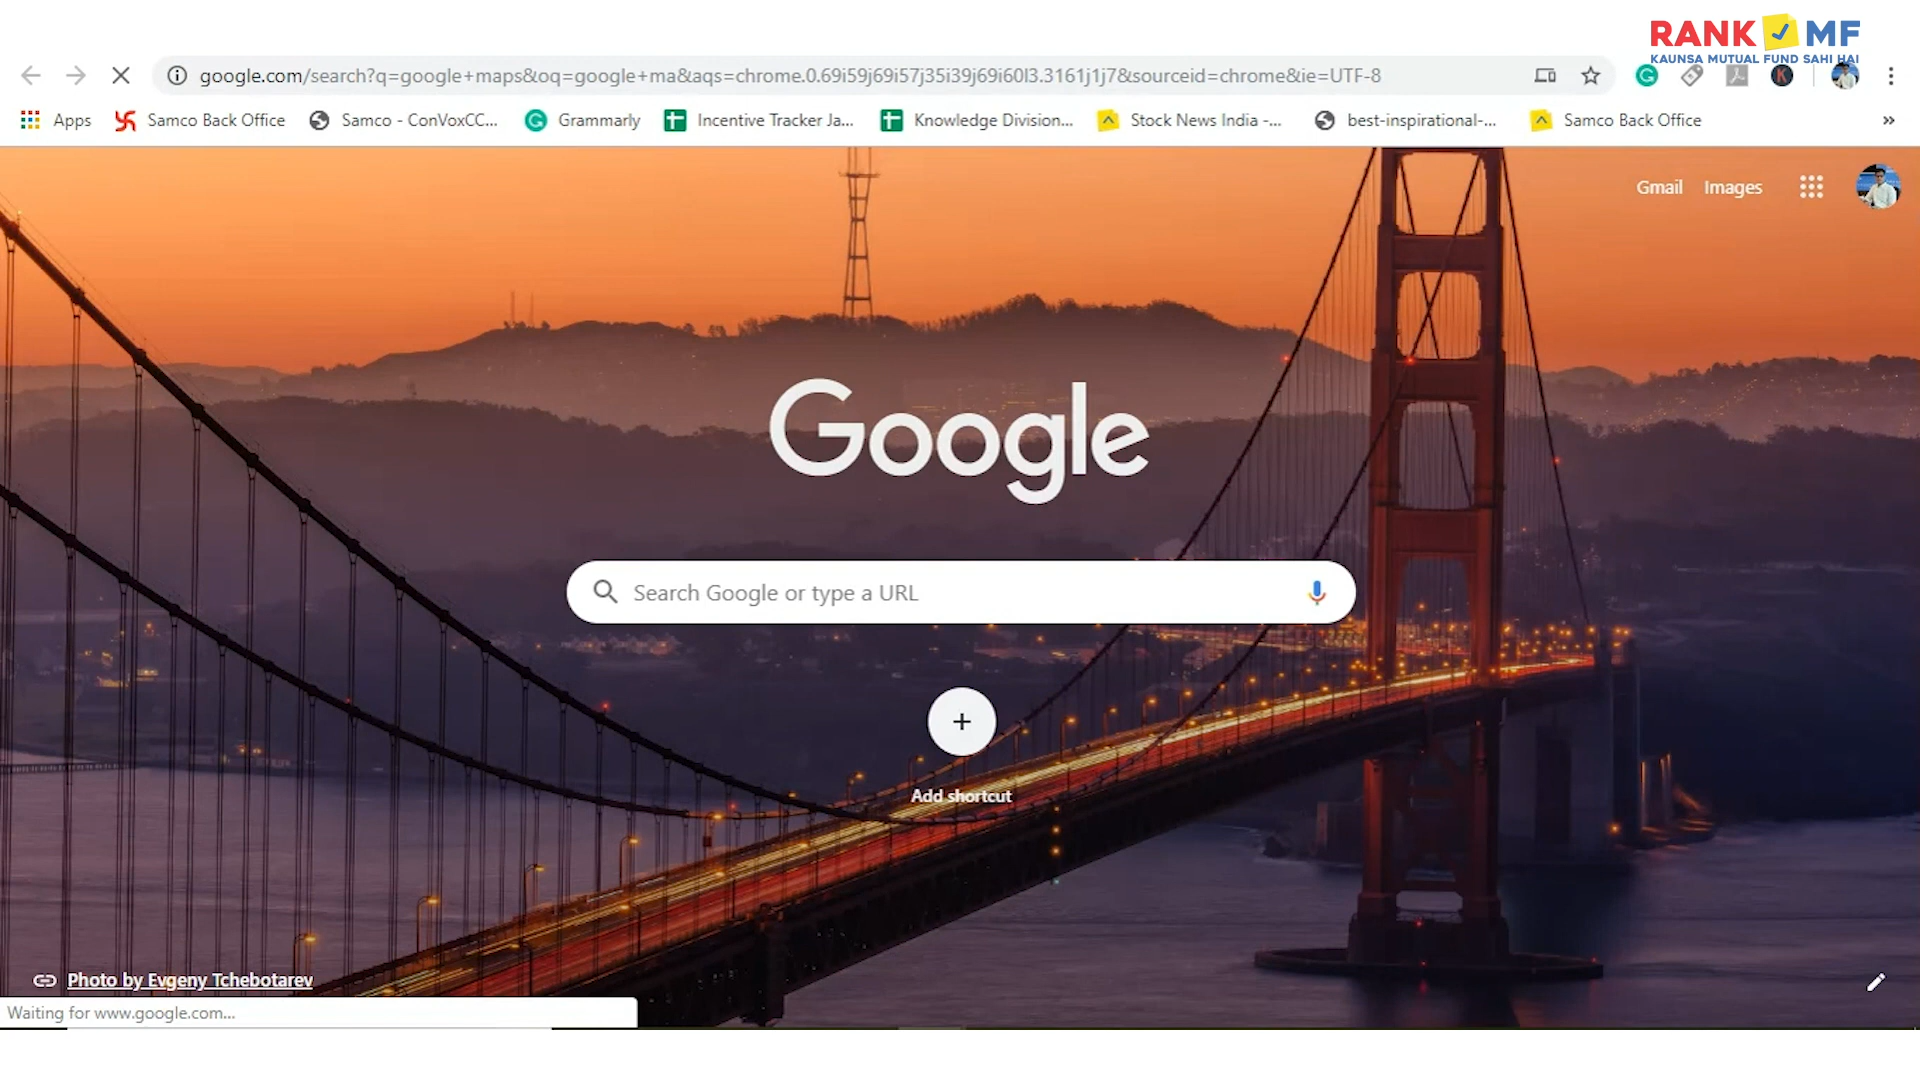 RANK MF
KAUNSA MUTUAL FUND SAHI HAI
google.com/search?q=google+maps&oq=google+ma&aqs=chrome.0.69i59j69i57j35i39j69i60l3.3161j1j7&sourceid=chrome&ie=UTF-8
Apps Samco Back Office Samco - ConVoxCC... Grammarly Incentive Tracker Ja... Knowledge Division... Stock News India -... best-inspirational-... Samco Back Office »
Gmail Images
Google
Search Google or type a URL
Add shortcut
Photo by Evgeny Tchebotarev
Waiting for www.google.com...